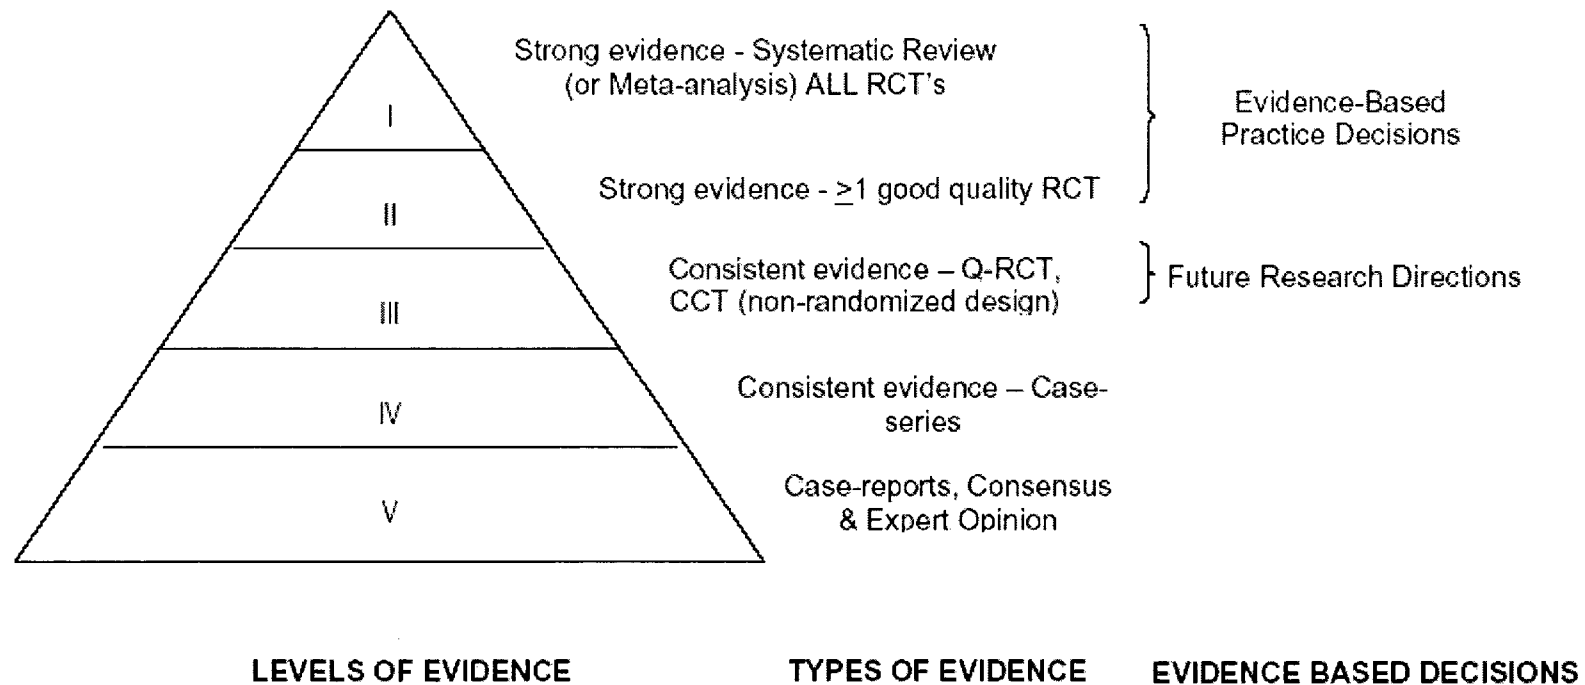 Strong evidence - Systematic Review
(or Meta-analysis) ALL RCT's
I
Evidence-Based
Practice Decisions
Strong evidence - ≥1 good quality RCT
II
Consistent evidence – Q-RCT,
CCT (non-randomized design)
Future Research Directions
III
Consistent evidence – Case-
series
IV
Case-reports, Consensus
& Expert Opinion
V
LEVELS OF EVIDENCE
TYPES OF EVIDENCE
EVIDENCE BASED DECISIONS